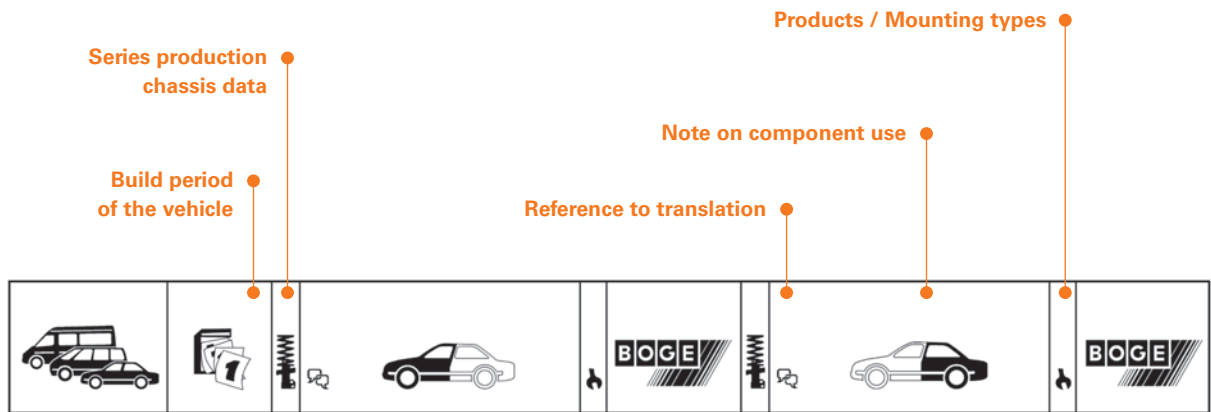 Products / Mounting types
Series production
chassis data
Note on component use
Build period
of the vehicle
Reference to translation
1
BOGE
BOGE